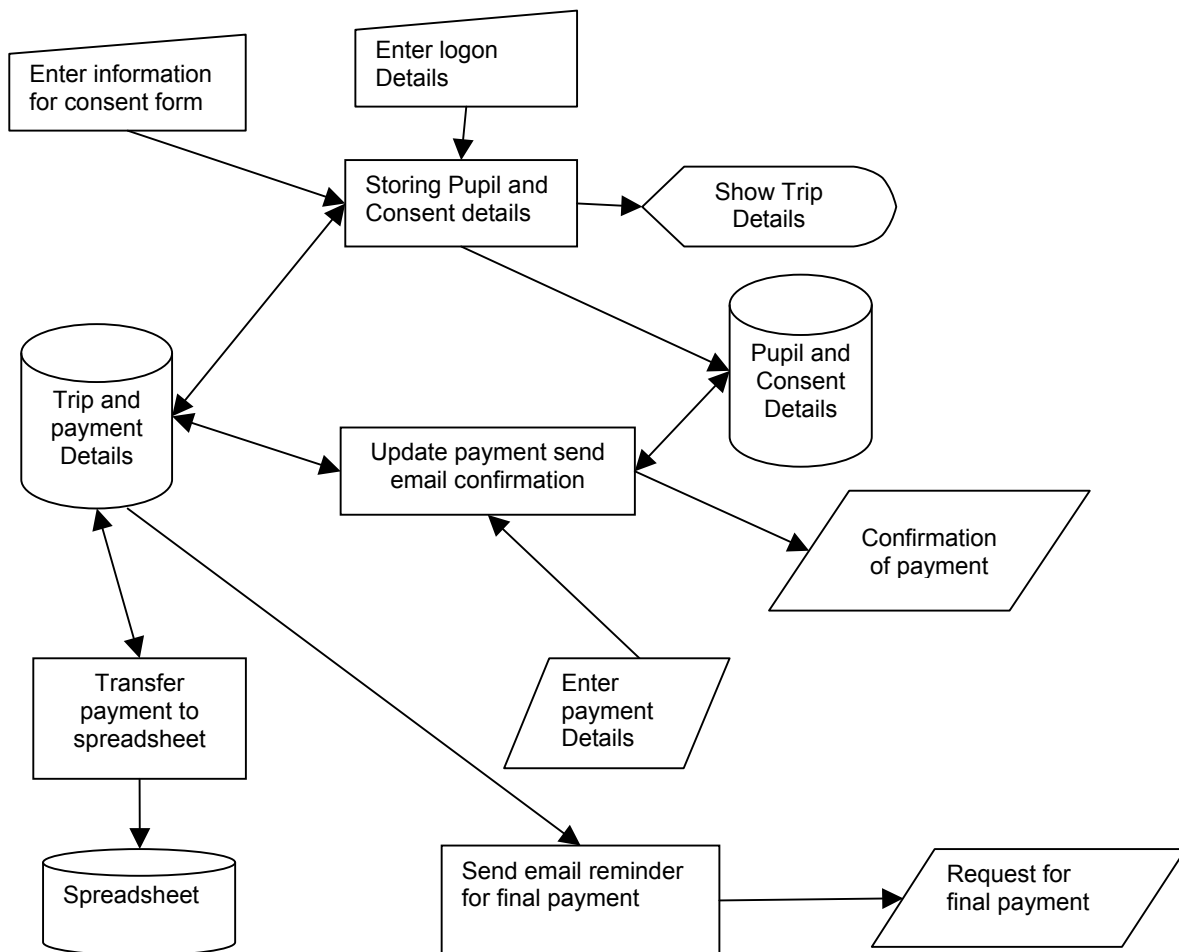 Enter information
for consent form
Enter logon
Details
Storing Pupil and
Consent details
Show Trip
Details
Trip and
payment
Details
Pupil and
Consent
Details
Update payment send
email confirmation
Confirmation
of payment
Transfer
payment to
spreadsheet
Enter
payment
Details
Spreadsheet
Send email reminder
for final payment
Request for
final payment